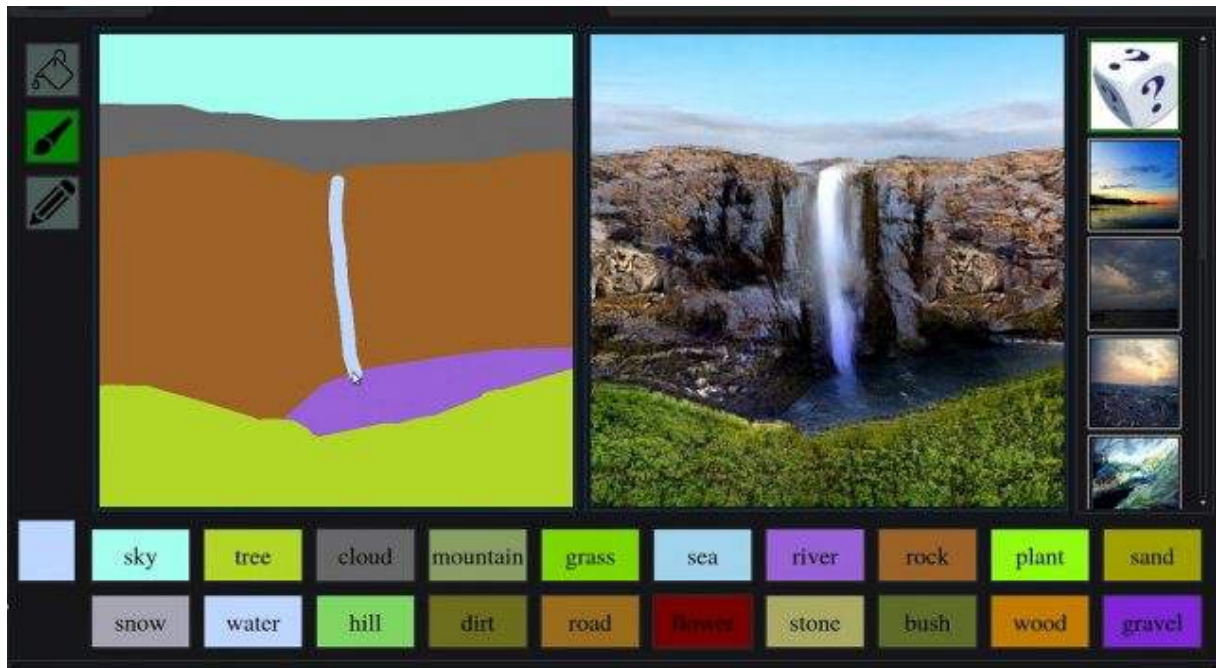 ? ? ?
sky tree cloud mountain grass sea river rock plant sand
snow water hill dirt road flower stone bush wood gravel